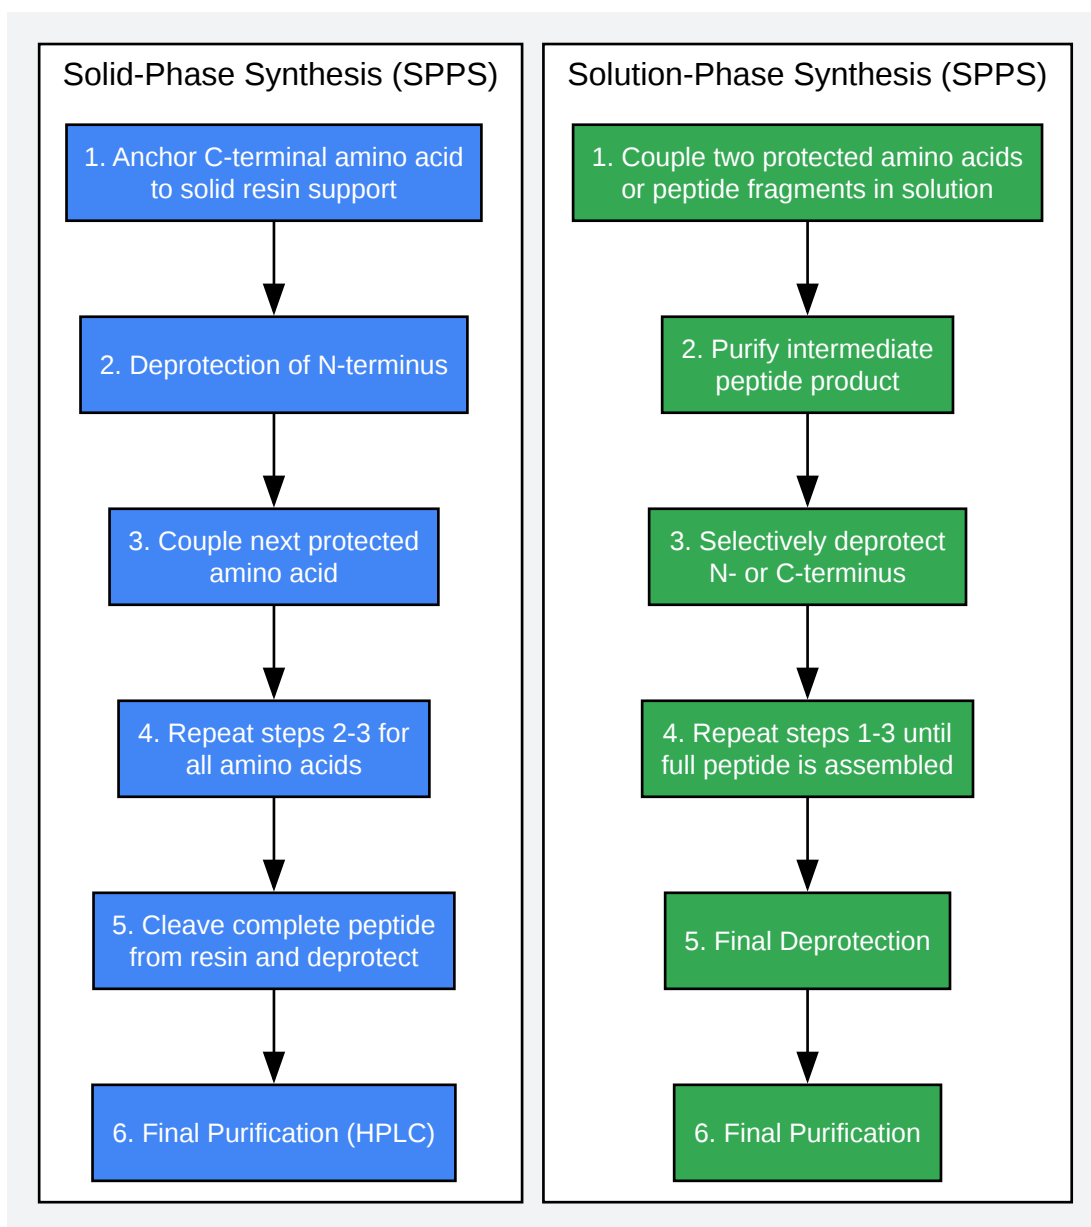 Solid-Phase Synthesis (SPPS)
1. Anchor C-terminal amino acid
to solid resin support
2. Deprotection of N-terminus
3. Couple next protected
amino acid
4. Repeat steps 2-3 for
all amino acids
5. Cleave complete peptide
from resin and deprotect
6. Final Purification (HPLC)
Solution-Phase Synthesis (SPPS)
1. Couple two protected amino acids
or peptide fragments in solution
2. Purify intermediate
peptide product
3. Selectively deprotect
N- or C-terminus
4. Repeat steps 1-3 until
full peptide is assembled
5. Final Deprotection
6. Final Purification